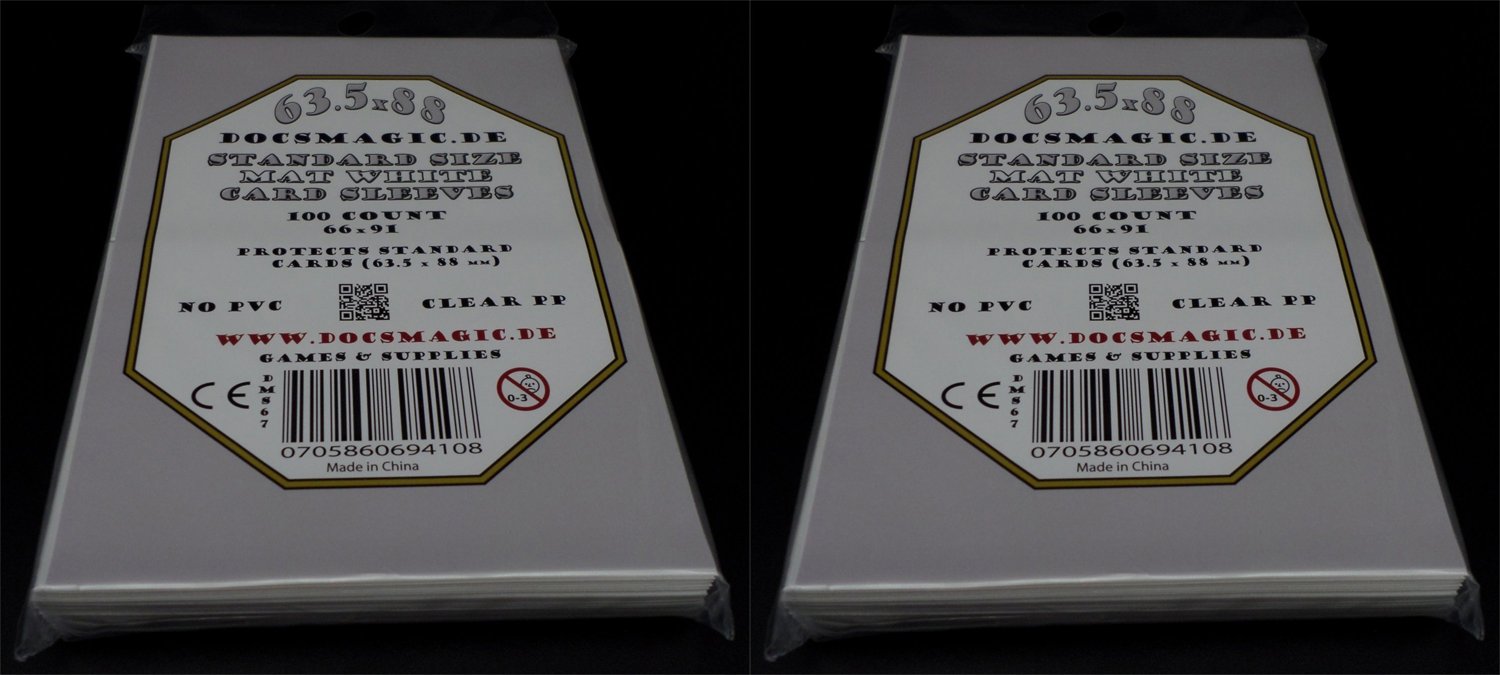 63.5x88
DOCSMAGIC.DE
STANDARD SIZE
MAT WHITE
CARD SLEEVES
100 COUNT
66x91
PROTECTS STANDARD
CARDS (63.5 x 88 MM)
NO PVC CLEAR PP
WWW.DOCSMAGIC.DE
GAMES & SUPPLIES
CE DMS67 0-3
0705860694108
Made in China
63.5x88
DOCSMAGIC.DE
STANDARD SIZE
MAT WHITE
CARD SLEEVES
100 COUNT
66x91
PROTECTS STANDARD
CARDS (63.5 x 88 MM)
NO PVC CLEAR PP
WWW.DOCSMAGIC.DE
GAMES & SUPPLIES
CE DMS67 0-3
0705860694108
Made in China